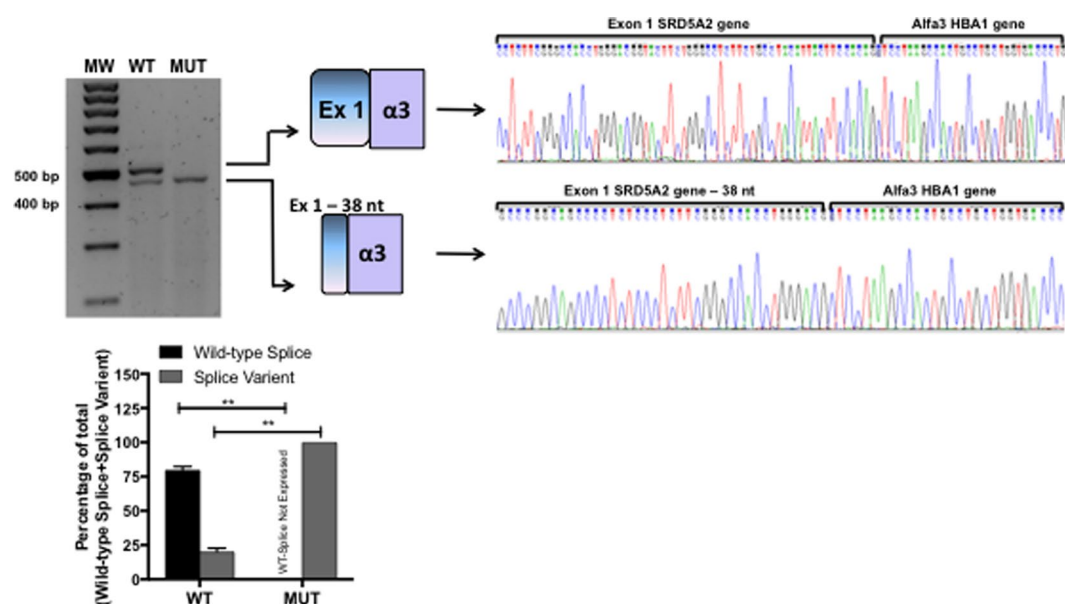 Exon 1 SRD5A2 gene
Alfa3 HBA1 gene
MW WT MUT
Ex 1
α3
500 bp
400 bp
Ex 1 – 38 nt
α3
Exon 1 SRD5A2 gene – 38 nt
Alfa3 HBA1 gene
Wild-type Splice
Splice Varient
Percentage of total
(Wild-type Splice+Splice Varient)
150
125
100
75
50
25
0
**
**
WT-Splice Not Expressed
WT
MUT